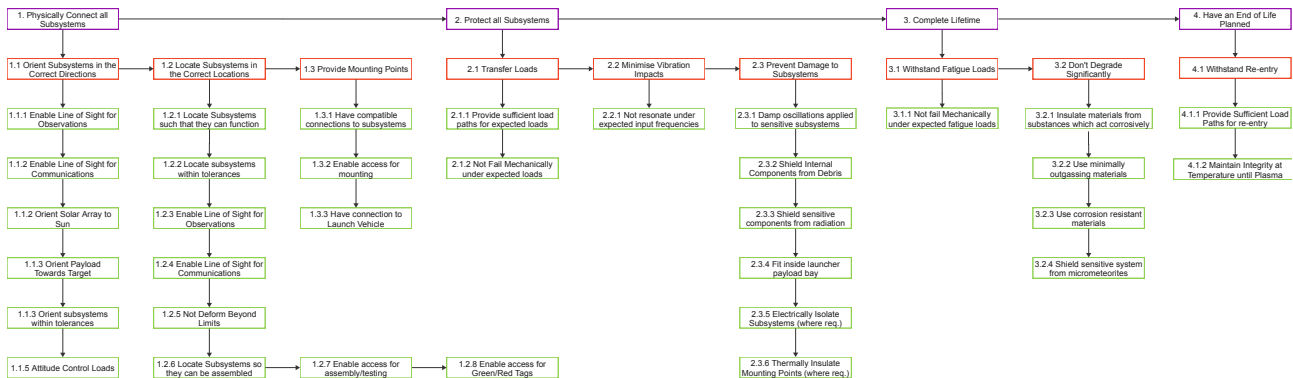 1. Physically Connect all
Subsystems
2. Protect all Subsystems
3. Complete Lifetime
4. Have an End of Life
Planned
1.1 Orient Subsystems in the
Correct Directions
1.2 Locate Subsystems in
the Correct Locations
1.3 Provide Mounting Points
2.1 Transfer Loads
2.2 Minimise Vibration
Impacts
2.3 Prevent Damage to
Subsystems
3.1 Withstand Fatigue Loads
3.2 Don't Degrade
Significantly
4.1 Withstand Re-entry
1.1.1 Enable Line of Sight for
Observations
1.2.1 Locate Subsystems
such that they can function
1.3.1 Have compatible
connections to subsystems
2.1.1 Provide sufficient load
paths for expected loads
2.2.1 Not resonate under
expected input frequencies
2.3.1 Damp oscillations applied
to sensitive subsystems
3.1.1 Not fail Mechanically
under expected fatigue loads
3.2.1 Insulate materials from
substances which act corrosively
4.1.1 Provide Sufficient Load
Paths for re-entry
1.1.2 Enable Line of Sight for
Communications
1.2.2 Locate subsystems
within tolerances
1.3.2 Enable access for
mounting
2.1.2 Not Fail Mechanically
under expected loads
2.3.2 Shield Internal
Components from Debris
3.2.2 Use minimally
outgassing materials
4.1.2 Maintain Integrity at
Temperature until Plasma
1.1.2 Orient Solar Array to
Sun
1.2.3 Enable Line of Sight for
Observations
1.3.3 Have connection to
Launch Vehicle
2.3.3 Shield sensitive
components from radiation
3.2.3 Use corrosion resistant
materials
1.1.3 Orient Payload
Towards Target
1.2.4 Enable Line of Sight for
Communications
2.3.4 Fit inside launcher
payload bay
3.2.4 Shield sensitive system
from micrometeorites
1.1.3 Orient subsystems
within tolerances
1.2.5 Not Deform Beyond
Limits
2.3.5 Electrically Isolate
Subsystems (where req.)
1.1.5 Attitude Control Loads
1.2.6 Locate Subsystems so
they can be assembled
1.2.7 Enable access for
assembly/testing
1.2.8 Enable access for
Green/Red Tags
2.3.6 Thermally Insulate
Mounting Points (where req.)